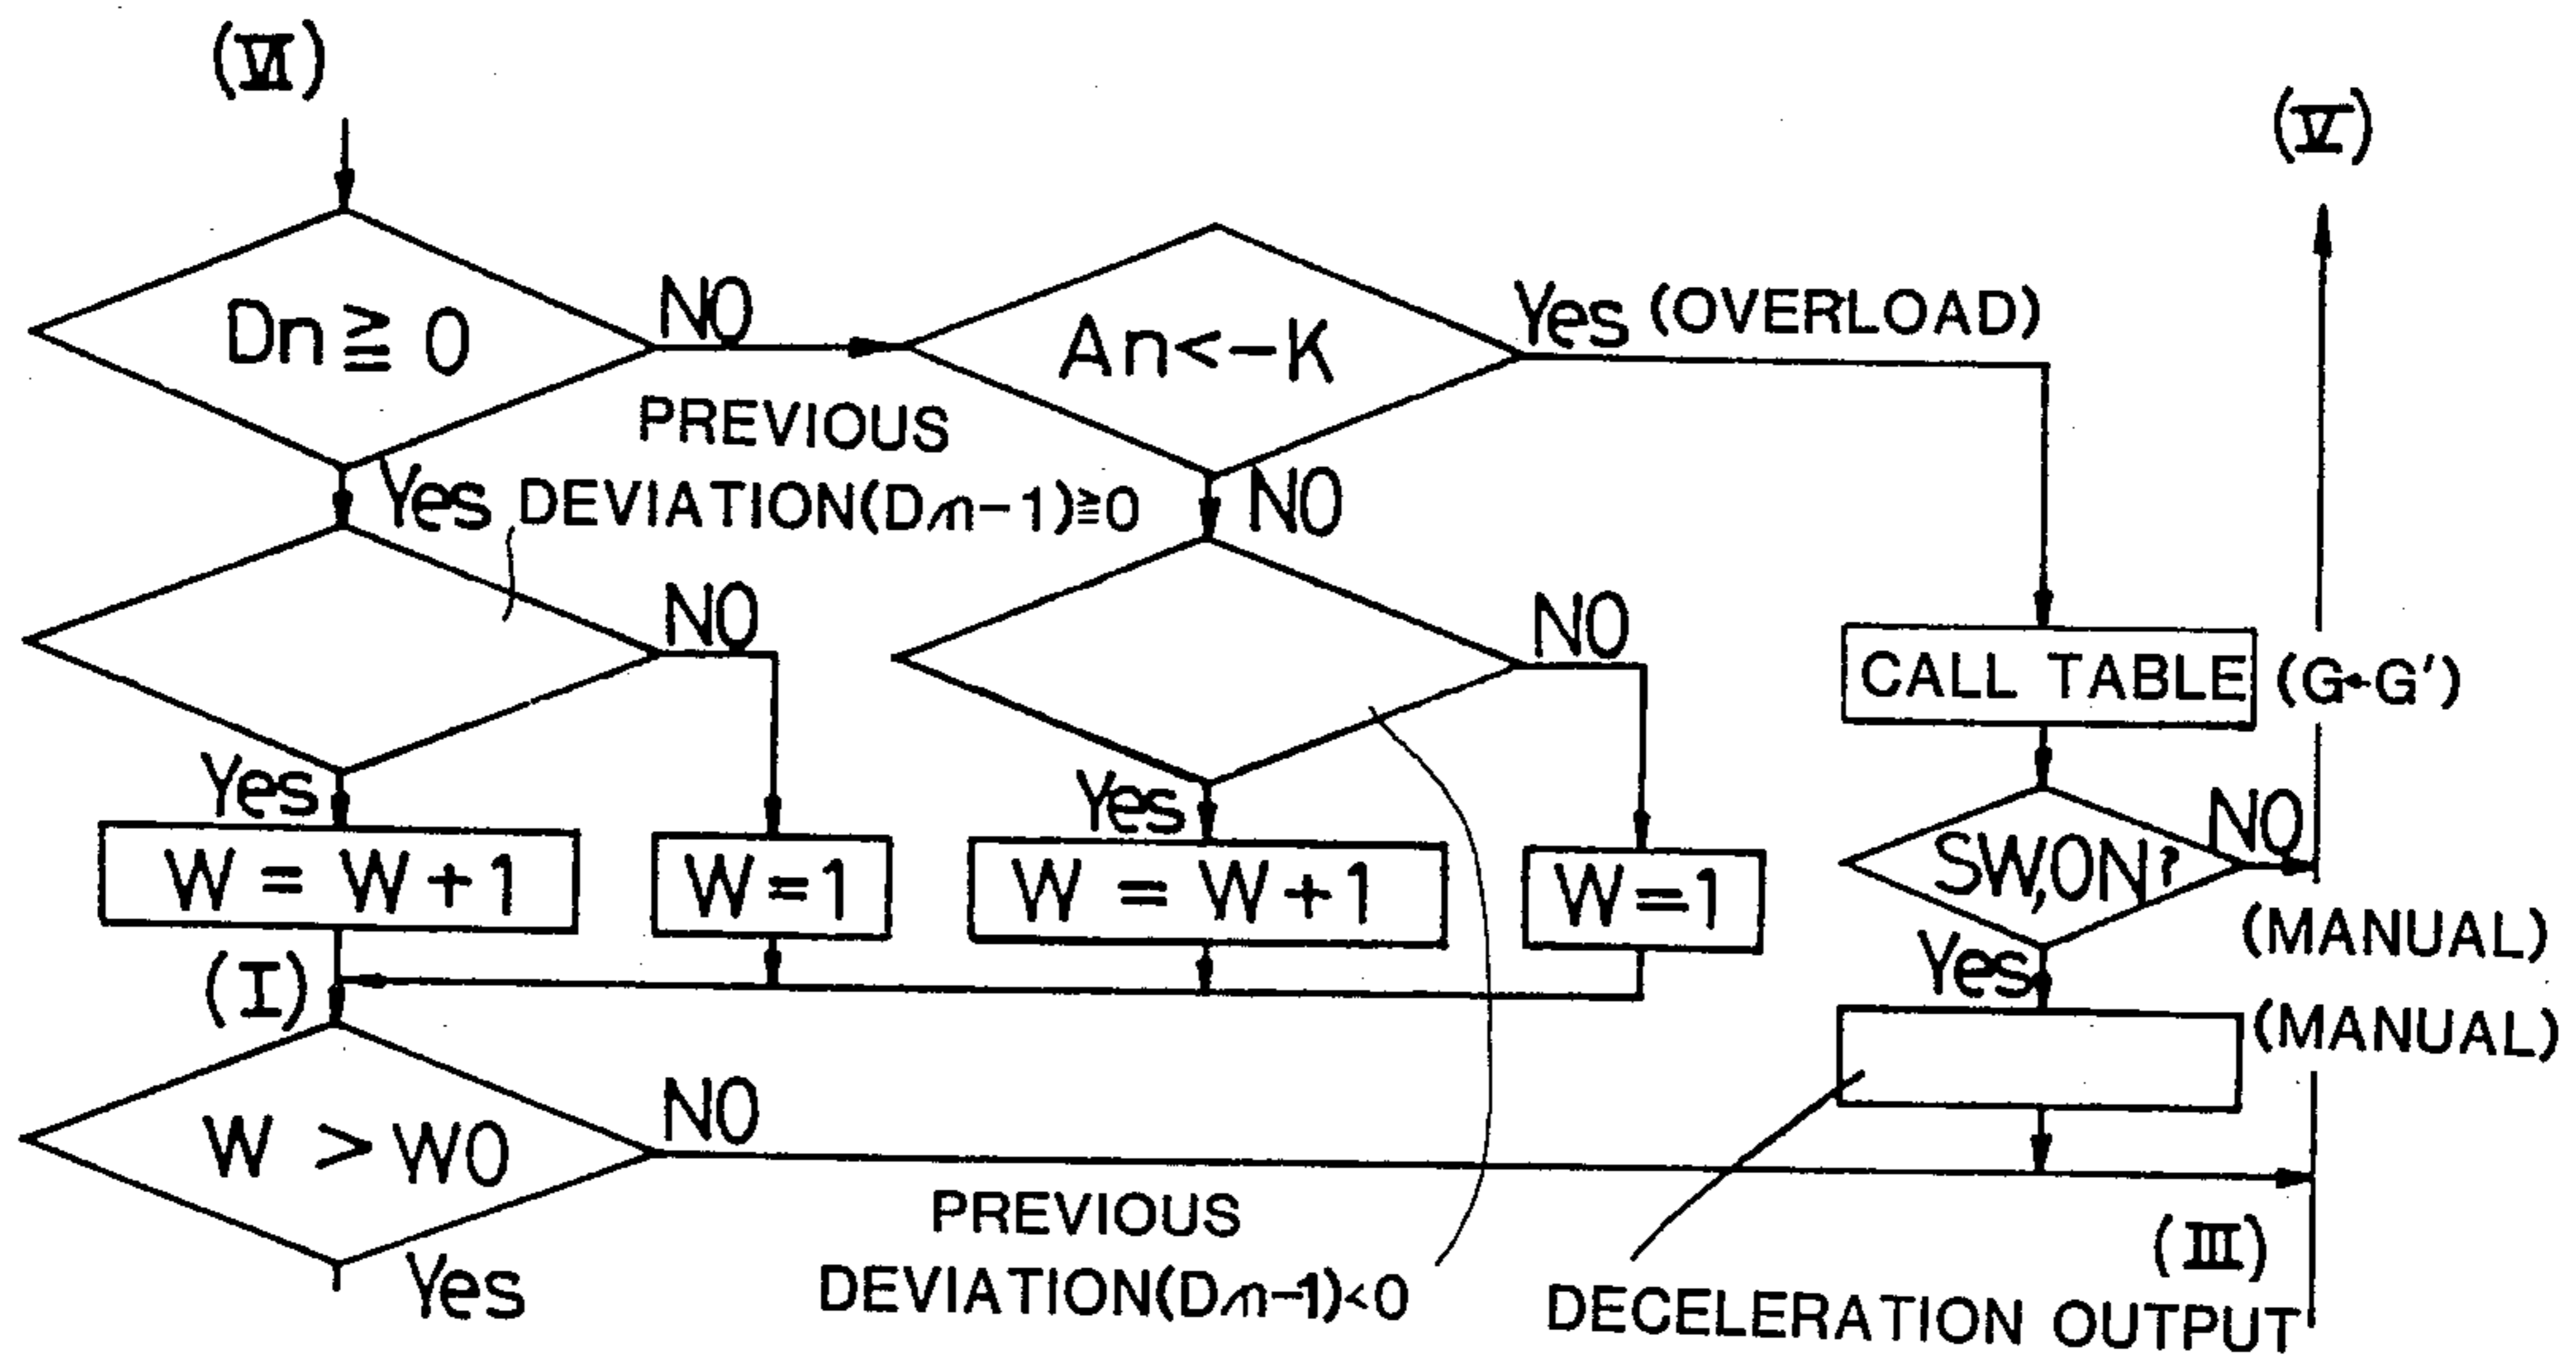 (VI)
(V)
Dn ≧ 0
NO
An<-K
Yes (OVERLOAD)
PREVIOUS
DEVIATION(Dn-1)≧0
Yes
NO
NO
NO
CALL TABLE (G←G')
Yes
Yes
SW,ON?
NO
W = W+1
W=1
W = W+1
W=1
(MANUAL)
Yes
(I)
(MANUAL)
W > W0
NO
Yes
PREVIOUS
DEVIATION(Dn-1)<0
(III)
DECELERATION OUTPUT